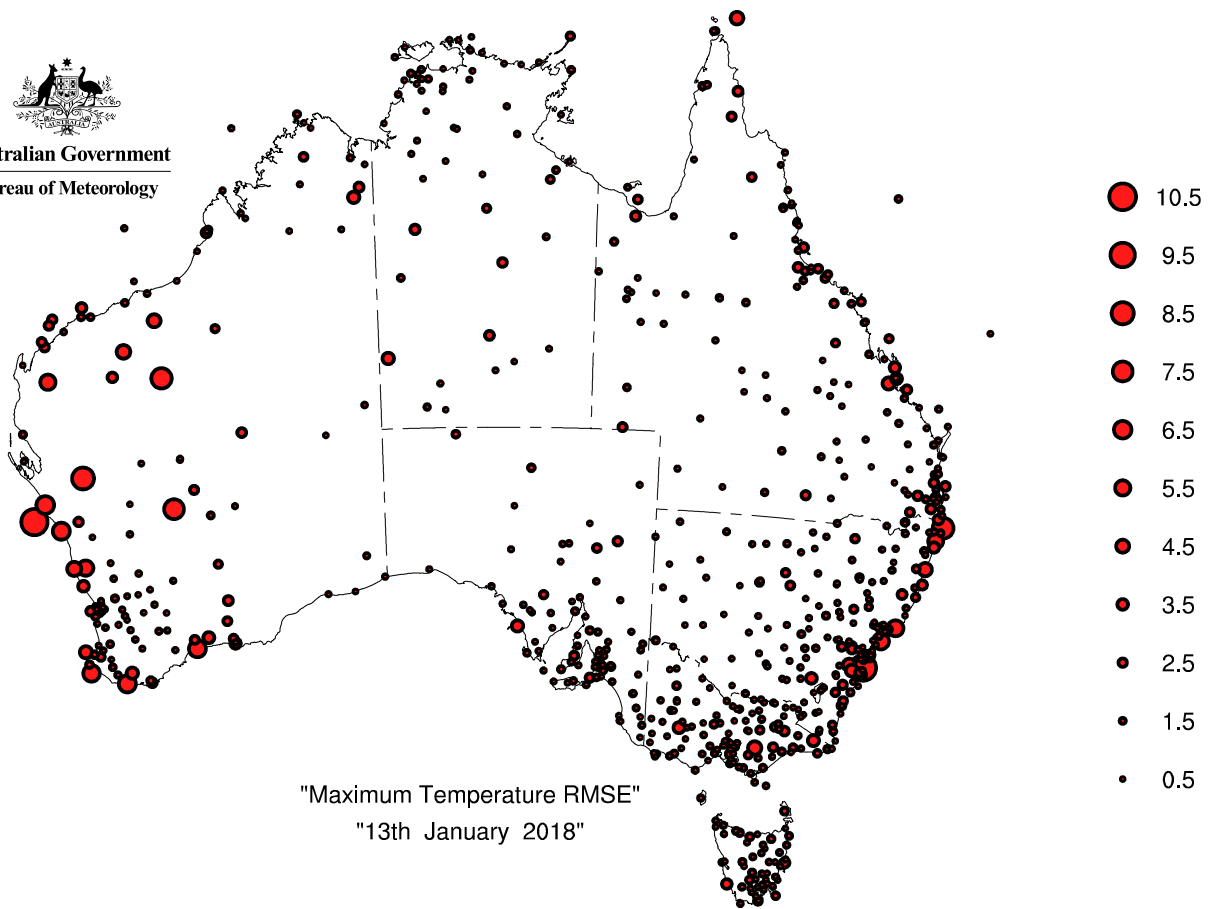 AUSTRALIA
tralian Government
reau of Meteorology
10.5
9.5
8.5
7.5
6.5
5.5
4.5
3.5
2.5
1.5
0.5
"Maximum Temperature RMSE"
"13th January 2018"